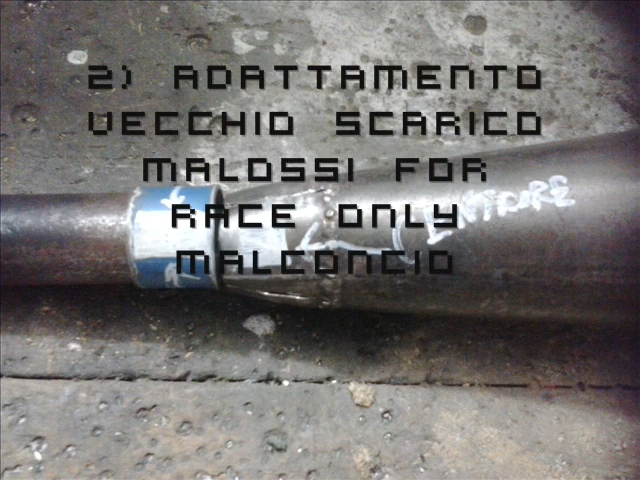 2) ADATTAMENTO
VECCHIO SCARICO
MALOSSI FOR
RACE ONLY
MALCONCIO